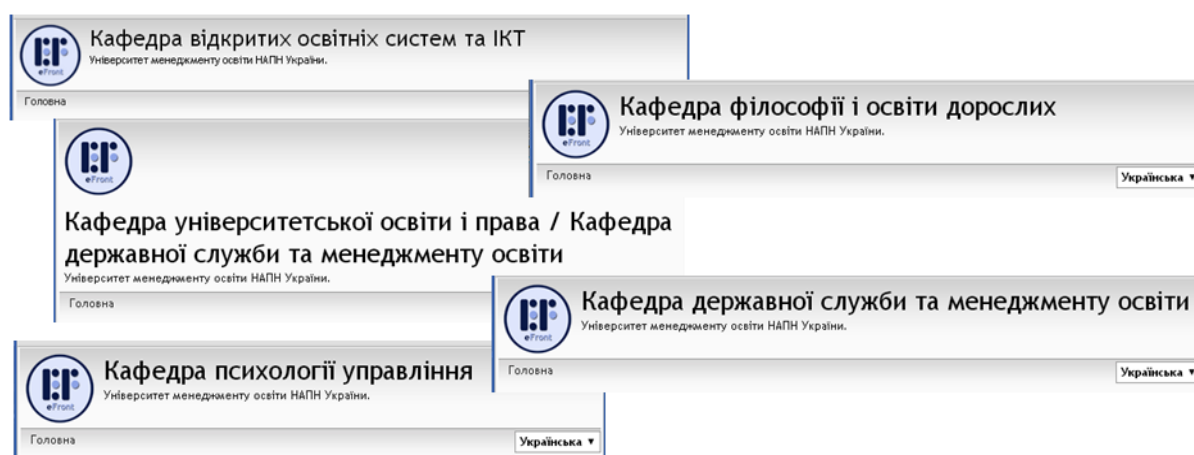 Кафедра відкритих освітніх систем та ІКТ
Університет менеджменту освіти НАПН України.
eFront
Головна
Кафедра філософії і освіти дорослих
Університет менеджменту освіти НАПН України.
eFront
Головна
Українська
eFront
Кафедра університетської освіти і права / Кафедра
державної служби та менеджменту освіти
Університет менеджменту освіти НАПН України.
Головна
Кафедра державної служби та менеджменту освіти
Університет менеджменту освіти НАПН України.
eFront
Головна
Українська
Кафедра психології управління
Університет менеджменту освіти НАПН України.
eFront
Головна
Українська